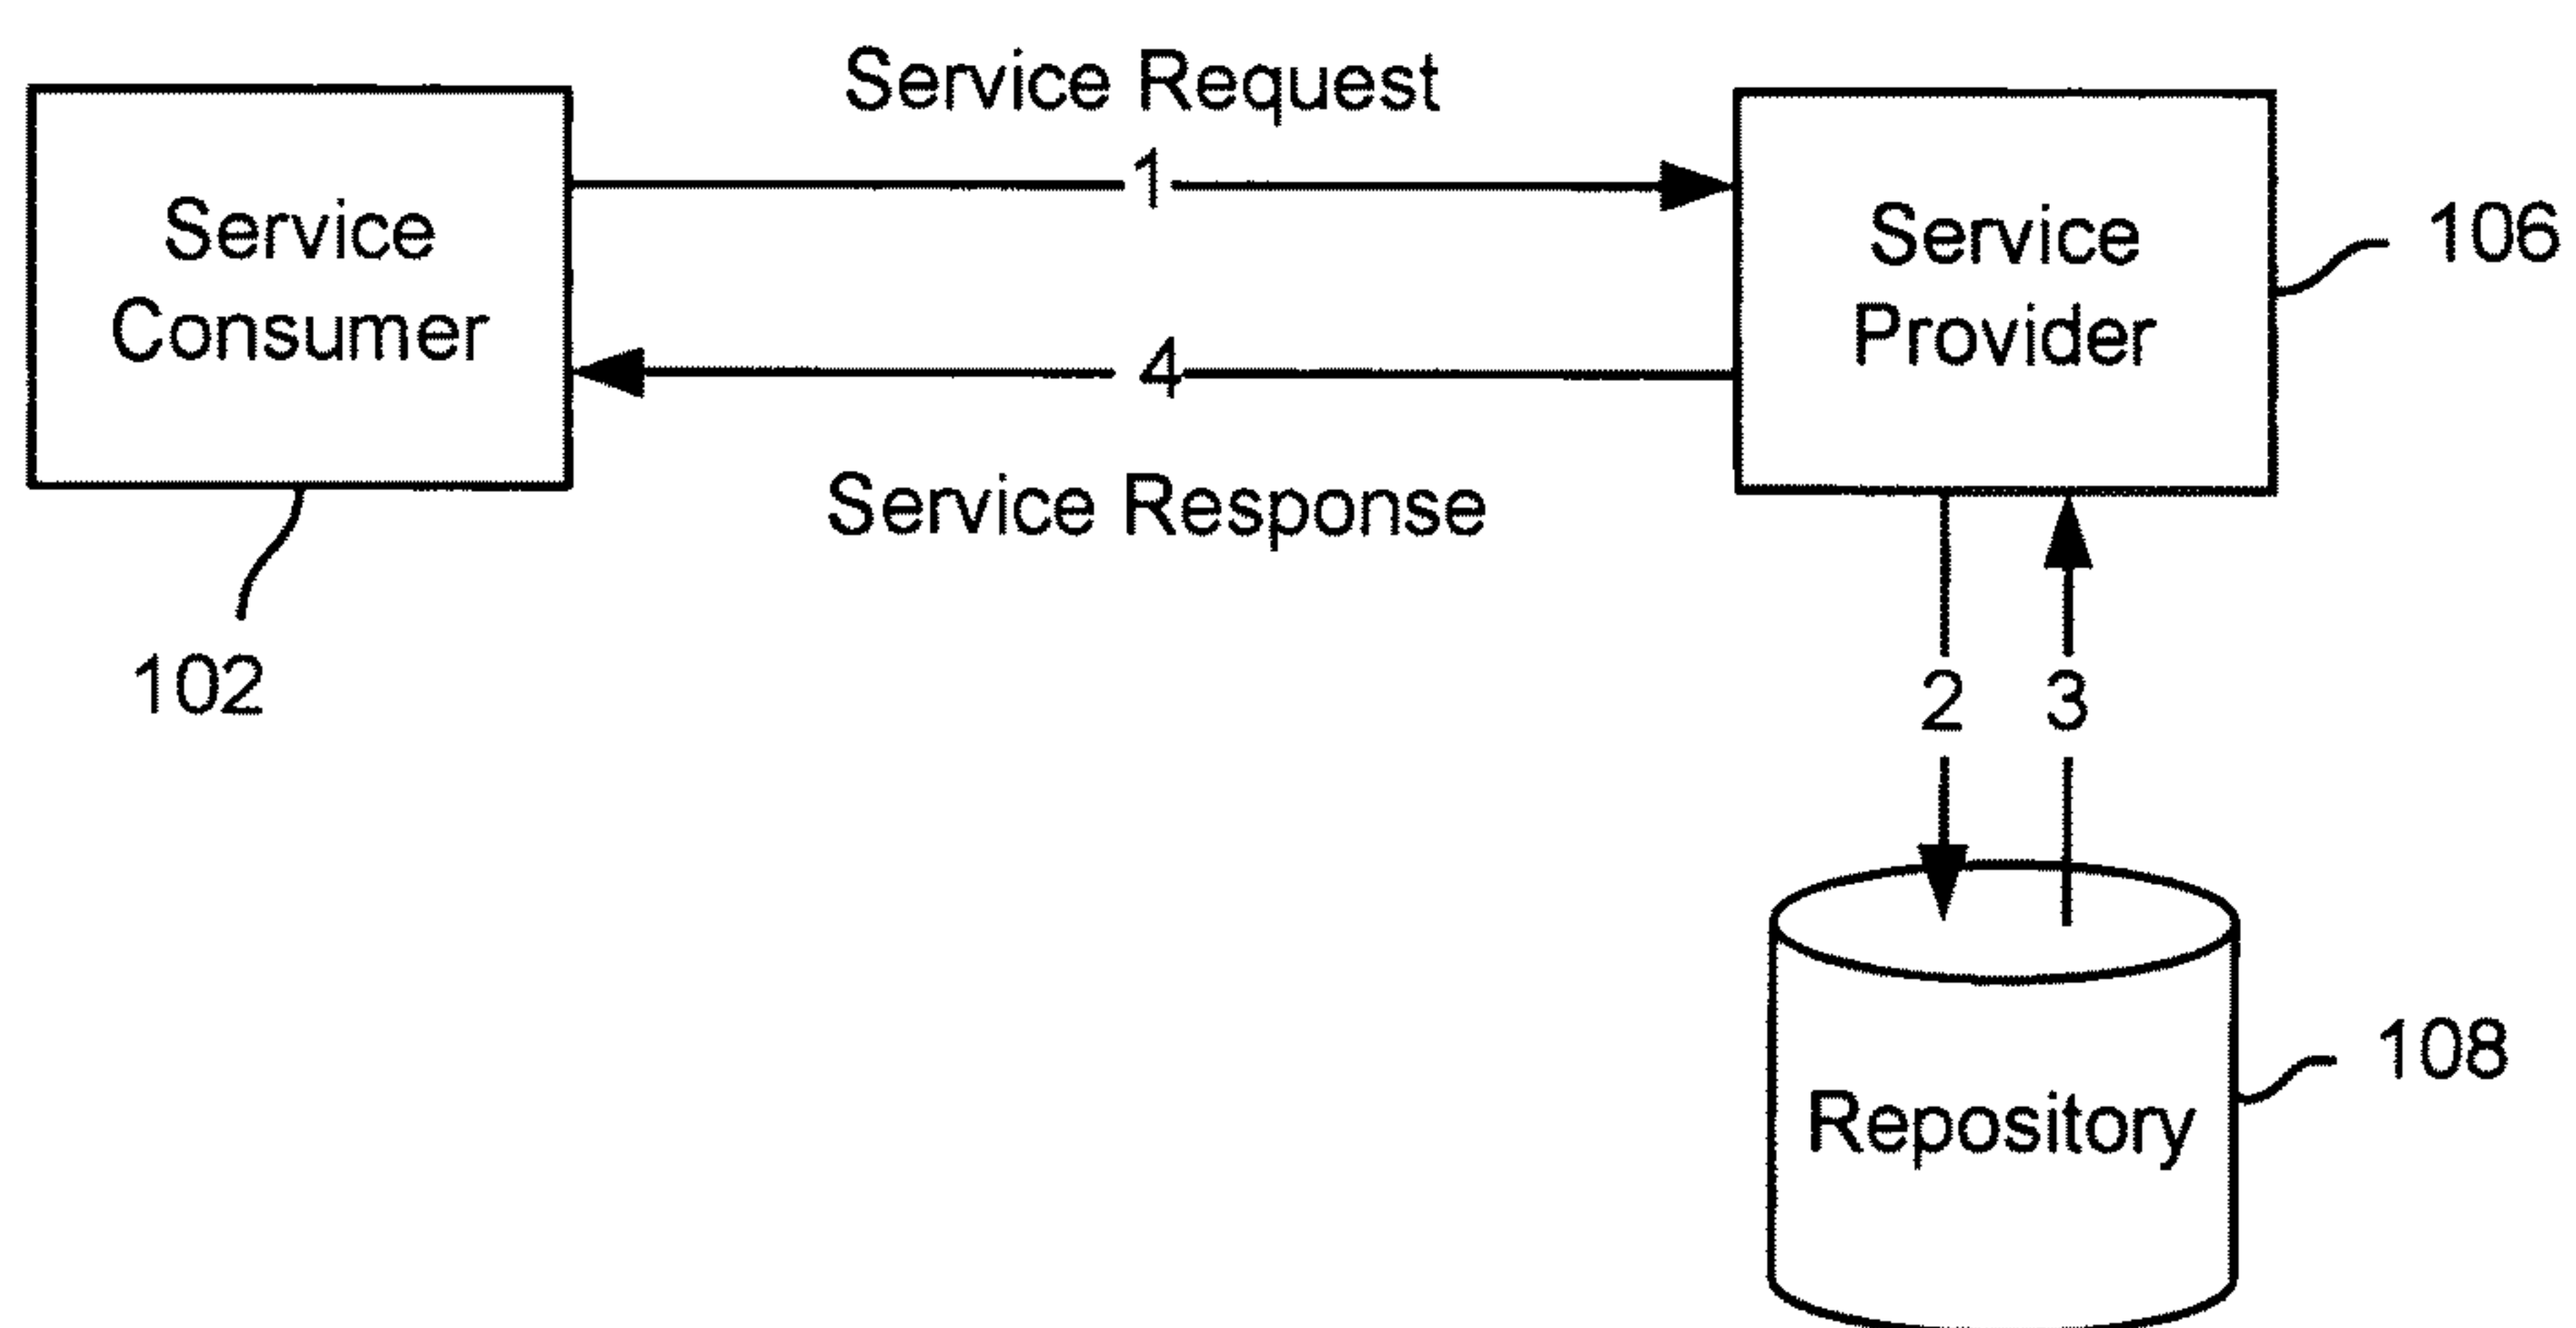 Service Request
1
Service
Consumer
Service
Provider
106
4
Service Response
102
2 3
108
Repository